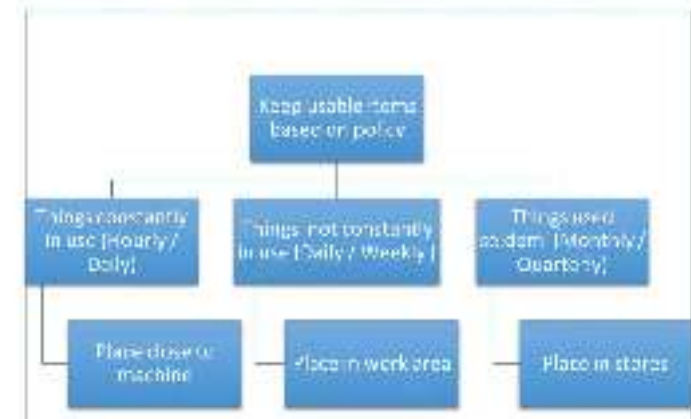 Keep usable items
based on policy
Things constantly
in use (Hourly /
Daily)
Things not constantly
in use (Daily / Weekly )
Things used
seldom (Monthly /
Quarterly)
Place close to
machine
Place in work area
Place in stores